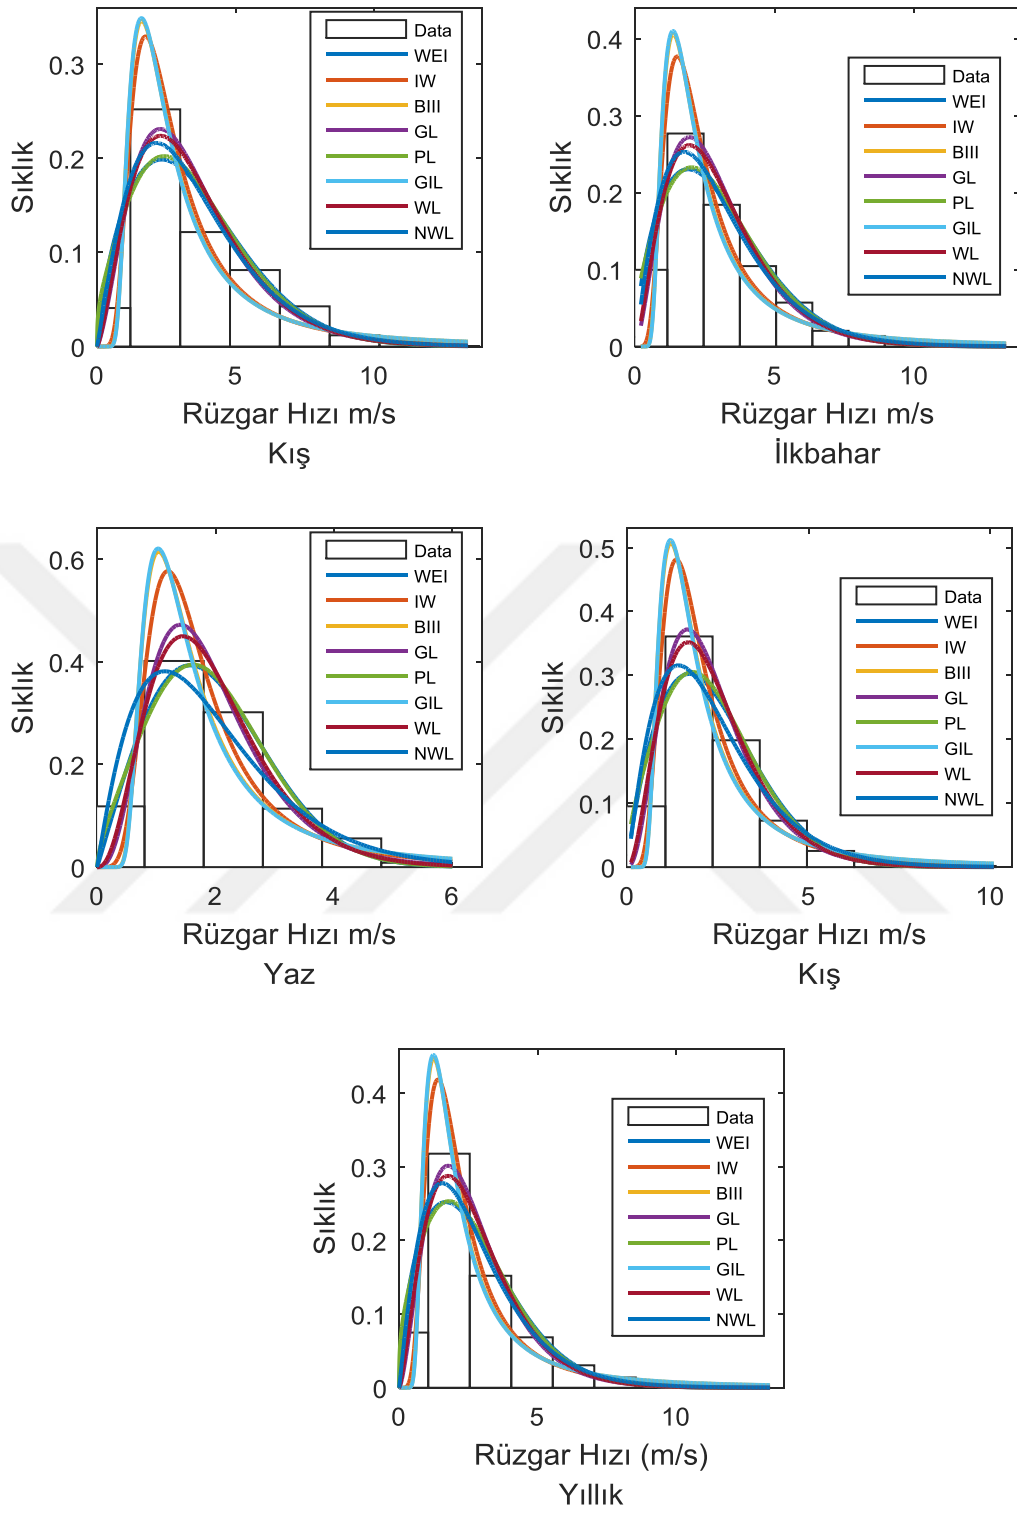 Sıklık
0.3
0.2
0.1
0
0
5
10
Data
WEI
IW
BIII
GL
PL
GIL
WL
NWL
Rüzgar Hızı m/s
Kış
Sıklık
0.4
0.3
0.2
0.1
0
0
5
10
Data
WEI
IW
BIII
GL
PL
GIL
WL
NWL
Rüzgar Hızı m/s
İlkbahar
Sıklık
0.6
0.4
0.2
0
0
2
4
6
Data
WEI
IW
BIII
GL
PL
GIL
WL
NWL
Rüzgar Hızı m/s
Yaz
Sıklık
0.5
0.4
0.3
0.2
0.1
0
0
5
10
Data
WEI
IW
BIII
GL
PL
GIL
WL
NWL
Rüzgar Hızı m/s
Kış
Sıklık
0.4
0.3
0.2
0.1
0
0
5
10
Data
WEI
IW
BIII
GL
PL
GIL
WL
NWL
Rüzgar Hızı (m/s)
Yıllık